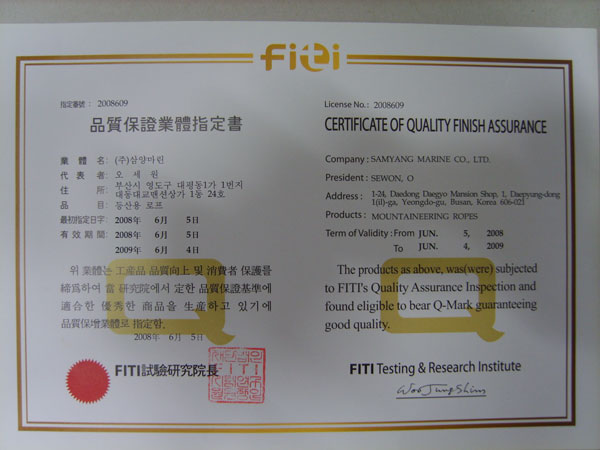 fiti
指定番號 : 2008609
品質保證業體指定書
業 體 名 : (주)삼양마린
代 表 者 : 오 세 원
住 所 : 부산시 영도구 대평동1가 1번지
대동대교맨션상가 1동 24호
品 目 : 등산용 로프
最初指定日字 2008年 6月 5日
有 效 期 間 : 2008年 6月 5日
2009年 6月 4日
위 業體는 工産品 品質向上 및 消費者 保護를
締爲하여 當 硏究院에서 定한 品質保證基準에
適合한 優秀한 商品을 生産하고 있기에
品質保增業體로 指定함.
2008年 6月 5日
FITI試驗硏究院長
FITI
License No.: 2008609
CERTIFICATE OF QUALITY FINISH ASSURANCE
Company : SAMYANG MARINE CO., LTD.
President : SEWON, O
Address : 1-24, Daedong Daegyo Mansion Shop, 1, Daepyung-dong
1(il)-ga, Yeongdo-gu, Busan, Korea 606-021
Products : MOUNTAINEERING ROPES
Term of Validity : From JUN. 5, 2008
To JUN. 4, 2009
The products as above, was(were) subjected
to FITI's Quality Assurance Inspection and
found eligible to bear Q-Mark guaranteeing
good quality.
FITI Testing & Research Institute
Woo Jung Shim
Q
Q